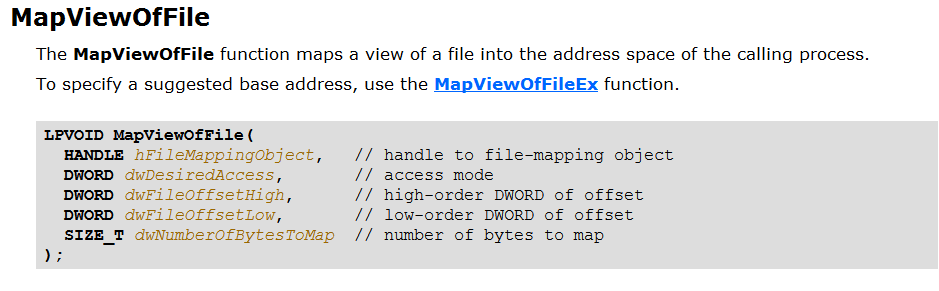 MapViewOfFile
The MapViewOfFile function maps a view of a file into the address space of the calling process.
To specify a suggested base address, use the MapViewOfFileEx function.
LPVOID MapViewOfFile(
  HANDLE hFileMappingObject,   // handle to file-mapping object
  DWORD dwDesiredAccess,       // access mode
  DWORD dwFileOffsetHigh,      // high-order DWORD of offset
  DWORD dwFileOffsetLow,       // low-order DWORD of offset
  SIZE_T dwNumberOfBytesToMap  // number of bytes to map
);